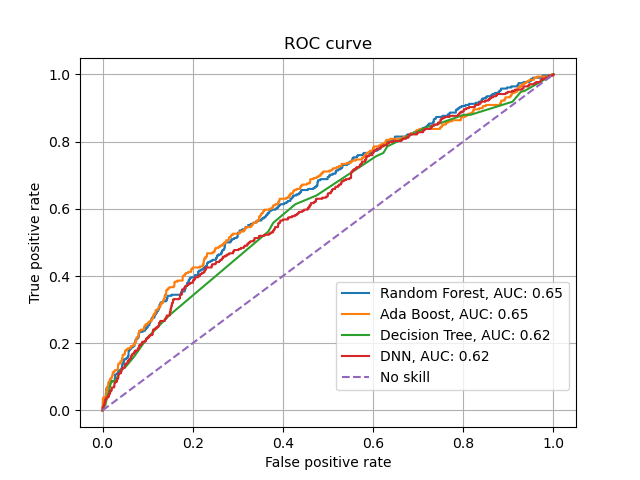 ROC curve
True positive rate
1.0
0.8
0.6
0.4
0.2
0.0
Random Forest, AUC: 0.65
Ada Boost, AUC: 0.65
Decision Tree, AUC: 0.62
DNN, AUC: 0.62
No skill
0.0 0.2 0.4 0.6 0.8 1.0
False positive rate